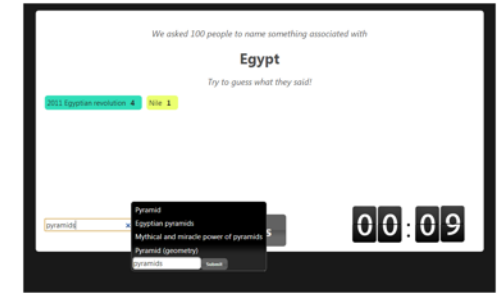 We asked 100 people to name something associated with
Egypt
Try to guess what they said!
2011 Egyptian revolution 4 Nile 1
Pyramid
Egyptian pyramids
Mythical and miracle power of pyramids
Pyramid (geometry)
pyramids x
pyramids Submit
s
00:09